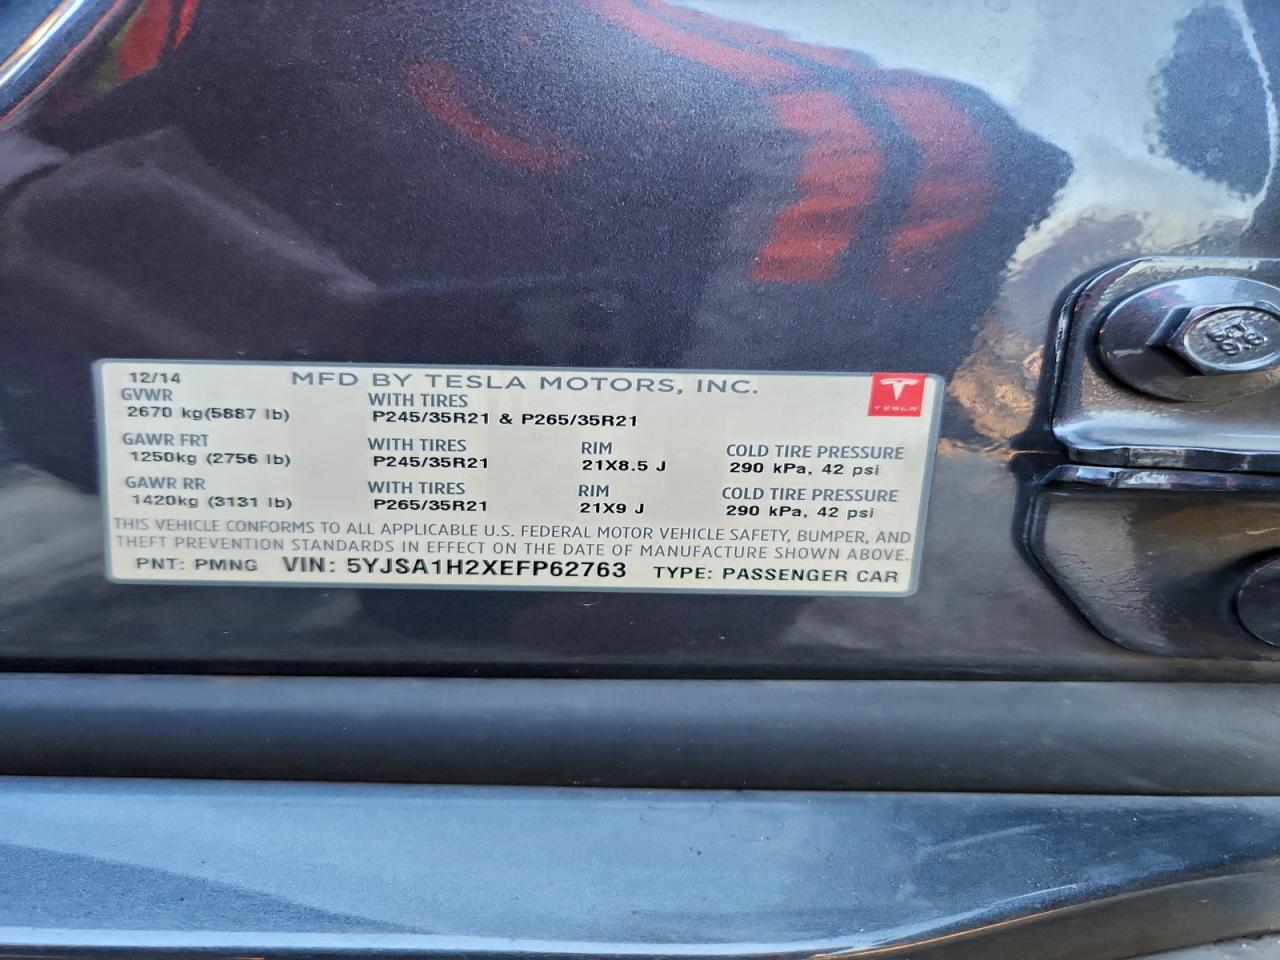 12/14 MFD BY TESLA MOTORS, INC.
GVWR WITH TIRES
2670 kg(5887 lb) P245/35R21 & P265/35R21
TESLA
GAWR FRT WITH TIRES RIM COLD TIRE PRESSURE
1250kg (2756 lb) P245/35R21 21X8.5 J 290 kPa, 42 psi
GAWR RR WITH TIRES RIM COLD TIRE PRESSURE
1420kg (3131 lb) P265/35R21 21X9 J 290 kPa, 42 psi
THIS VEHICLE CONFORMS TO ALL APPLICABLE U.S. FEDERAL MOTOR VEHICLE SAFETY, BUMPER, AND
THEFT PREVENTION STANDARDS IN EFFECT ON THE DATE OF MANUFACTURE SHOWN ABOVE.
PNT: PMNG VIN: 5YJSA1H2XEFP62763 TYPE: PASSENGER CAR